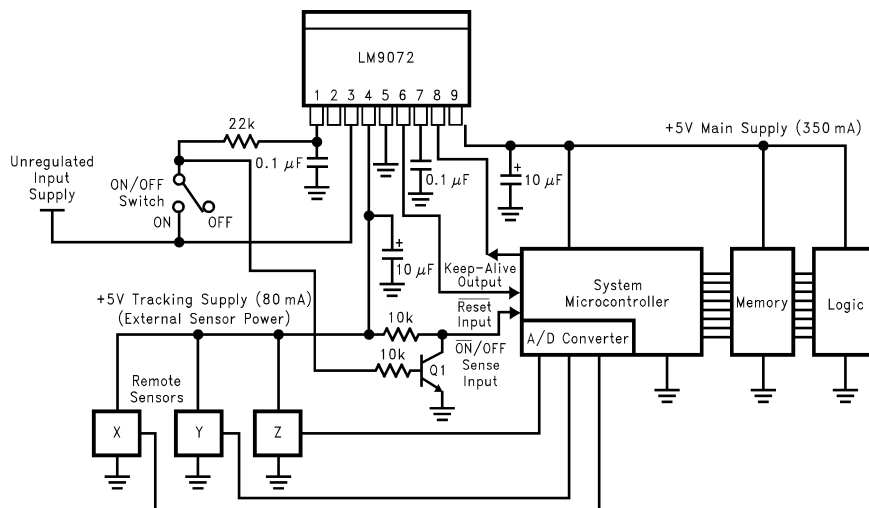 LM9072
1 2 3 4 5 6 7 8 9
22k
+5V Main Supply (350 mA)
Unregulated
Input
Supply
0.1 μF
ON/OFF
Switch
ON
OFF
0.1 μF
+
10 μF
+
10 μF
Keep-Alive
Output
System
Microcontroller
Memory
Logic
+5V Tracking Supply (80 mA)
(External Sensor Power)
Reset
Input
10k
A/D Converter
10k
Q1
ON/OFF
Sense
Input
Remote
Sensors
X
Y
Z